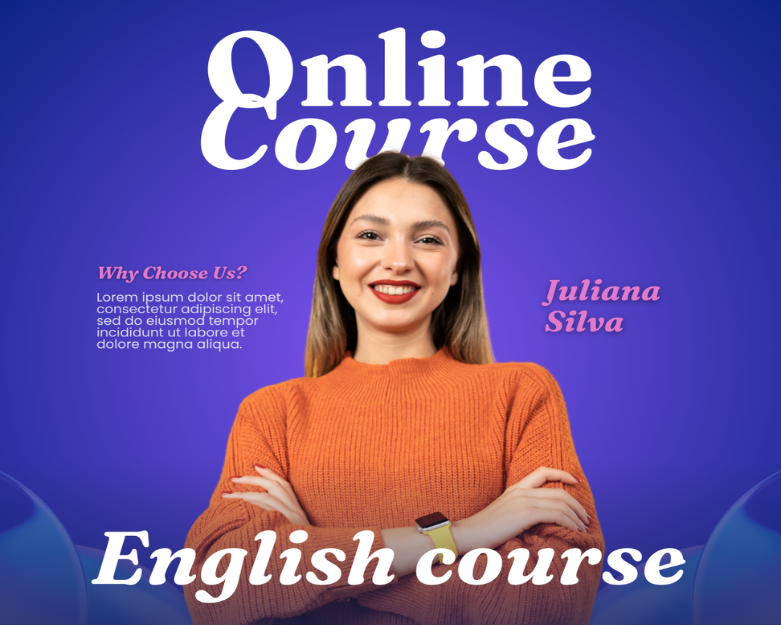 Online
Course
Why Choose Us?
Lorem ipsum dolor sit amet,
consectetur adipiscing elit,
sed do eiusmod tempor
incididunt ut labore et
dolore magna aliqua.
Juliana
Silva
English course